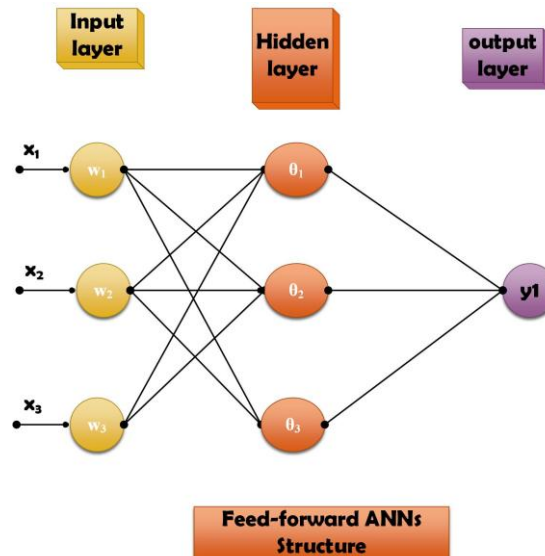 Input
layer
Hidden
layer
output
layer
x₁
w₁
θ₁
x₂
w₂
θ₂
y1
x₃
w₃
θ₃
Feed-forward ANNs
Structure